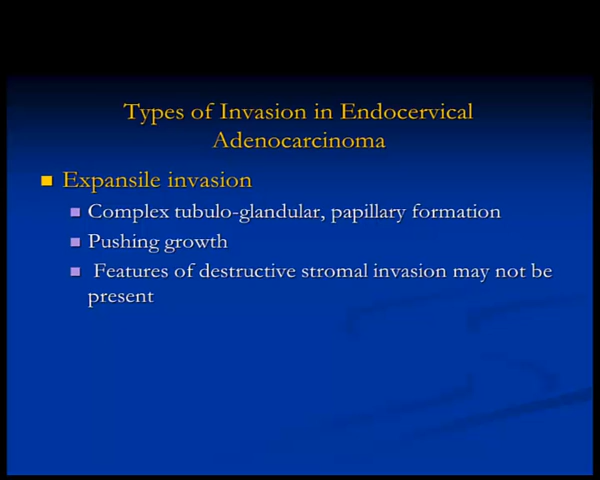 Types of Invasion in Endocervical
Adenocarcinoma
Expansile invasion
Complex tubulo-glandular, papillary formation
Pushing growth
Features of destructive stromal invasion may not be
present